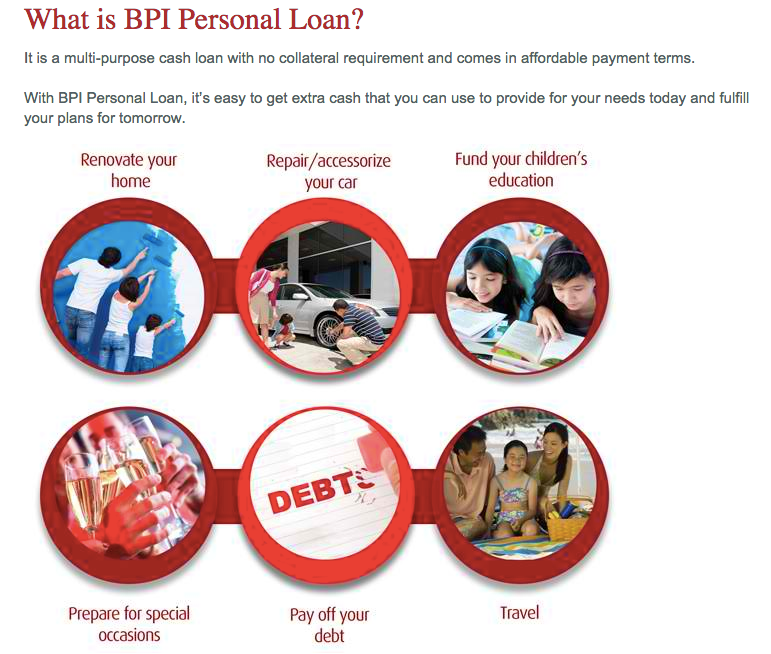 What is BPI Personal Loan?
It is a multi-purpose cash loan with no collateral requirement and comes in affordable payment terms.
With BPI Personal Loan, it's easy to get extra cash that you can use to provide for your needs today and fulfill
your plans for tomorrow.
Renovate your
home
Repair/accessorize
your car
Fund your children's
education
DEBTS
Prepare for special
occasions
Pay off your
debt
Travel